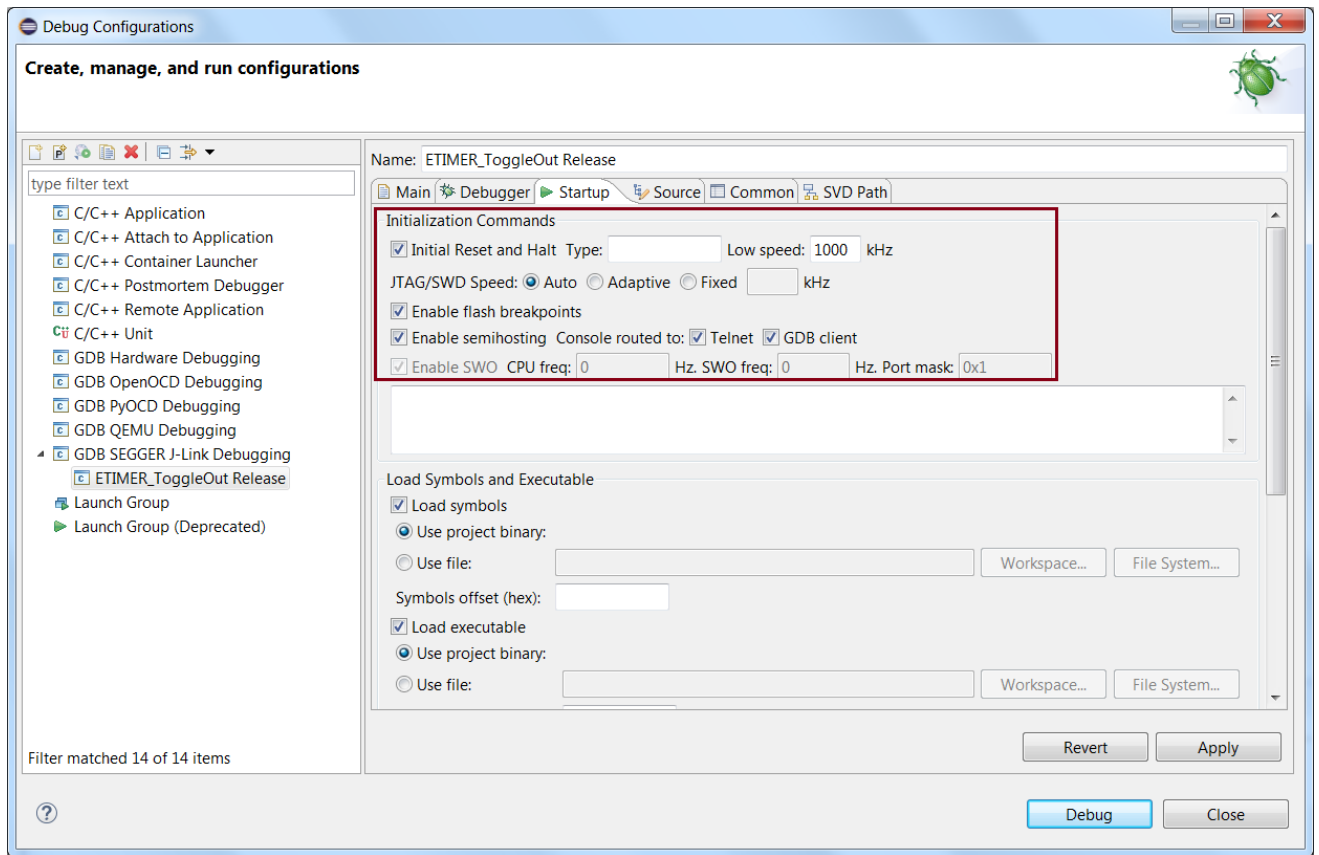 Debug Configurations
Create, manage, and run configurations
type filter text
C/C++ Application
C/C++ Attach to Application
C/C++ Container Launcher
C/C++ Postmortem Debugger
C/C++ Remote Application
C/C++ Unit
GDB Hardware Debugging
GDB OpenOCD Debugging
GDB PyOCD Debugging
GDB QEMU Debugging
GDB SEGGER J-Link Debugging
ETIMER_ToggleOut Release
Launch Group
Launch Group (Deprecated)
Filter matched 14 of 14 items
Name: ETIMER_ToggleOut Release
Main Debugger Startup Source Common SVD Path
Initialization Commands
Initial Reset and Halt Type: Low speed: 1000 kHz
JTAG/SWD Speed: Auto Adaptive Fixed kHz
Enable flash breakpoints
Enable semihosting Console routed to: Telnet GDB client
Enable SWO CPU freq: 0 Hz. SWO freq: 0 Hz. Port mask: 0x1
Load Symbols and Executable
Load symbols
Use project binary:
Use file: Workspace... File System...
Symbols offset (hex):
Load executable
Use project binary:
Use file: Workspace... File System...
Revert Apply
Debug Close